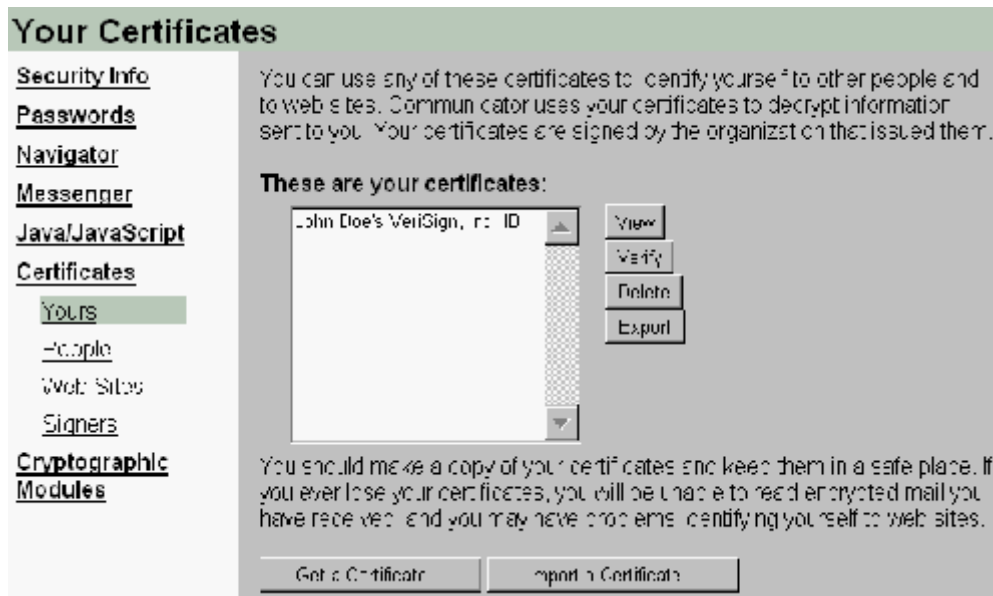 Your Certificates
Security Info
Passwords
Navigator
Messenger
Java/JavaScript
Certificates
Yours
People
Web Sites
Signers
Cryptographic
Modules
You can use any of these certificates to identify yourself to other people and
to web sites. Communicator uses your certificates to decrypt information
sent to you. Your certificates are signed by the organization that issued them.
These are your certificates:
John Doe's VeriSign, Inc. ID
View
Verify
Delete
Export
You should make a copy of your certificates and keep them in a safe place. If
you ever lose your certificates, you will be unable to read encrypted mail you
have received, and you may have problems identifying yourself to web sites.
Get a Certificate
Import a Certificate